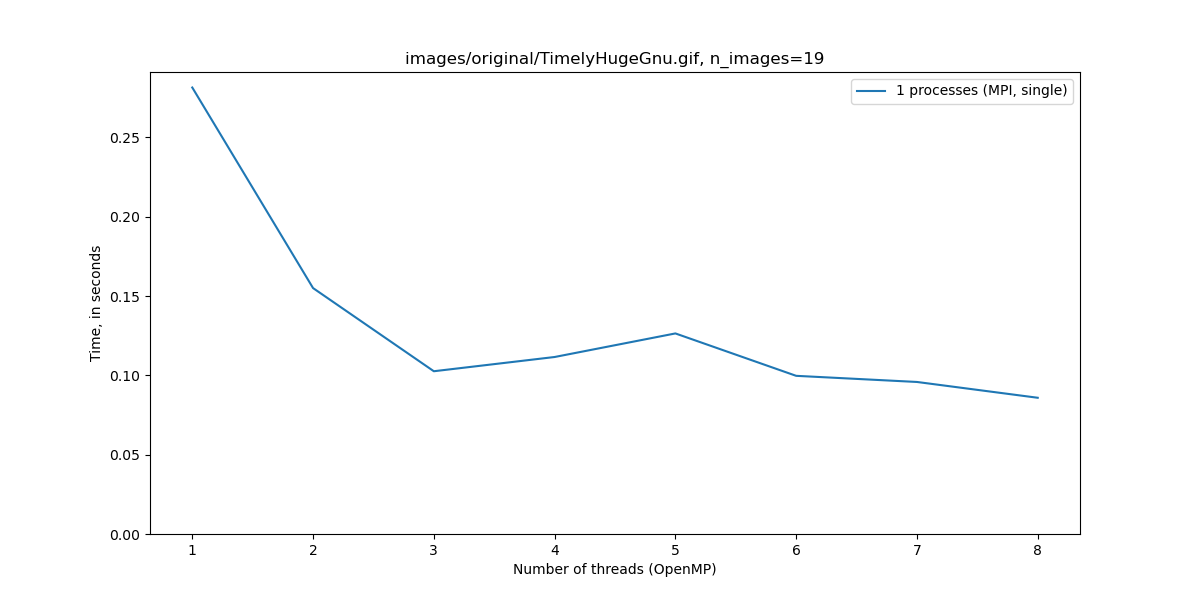 images/original/TimelyHugeGnu.gif, n_images=19
1 processes (MPI, single)
0.25
0.20
0.15
0.10
0.05
0.00
Time, in seconds
1 2 3 4 5 6 7 8
Number of threads (OpenMP)